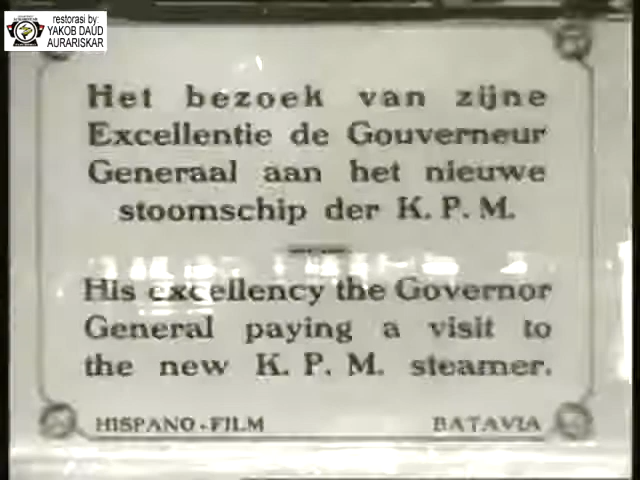 restorasi by:
YAKOB DAUD
AURARISKAR
Het bezoek van zijne
Excellentie de Gouverneur
Generaal aan het nieuwe
stoomschip der K. P. M.
His excellency the Governor
General paying a visit to
the new K. P. M. steamer.
HISPANO-FILM BATAVIA